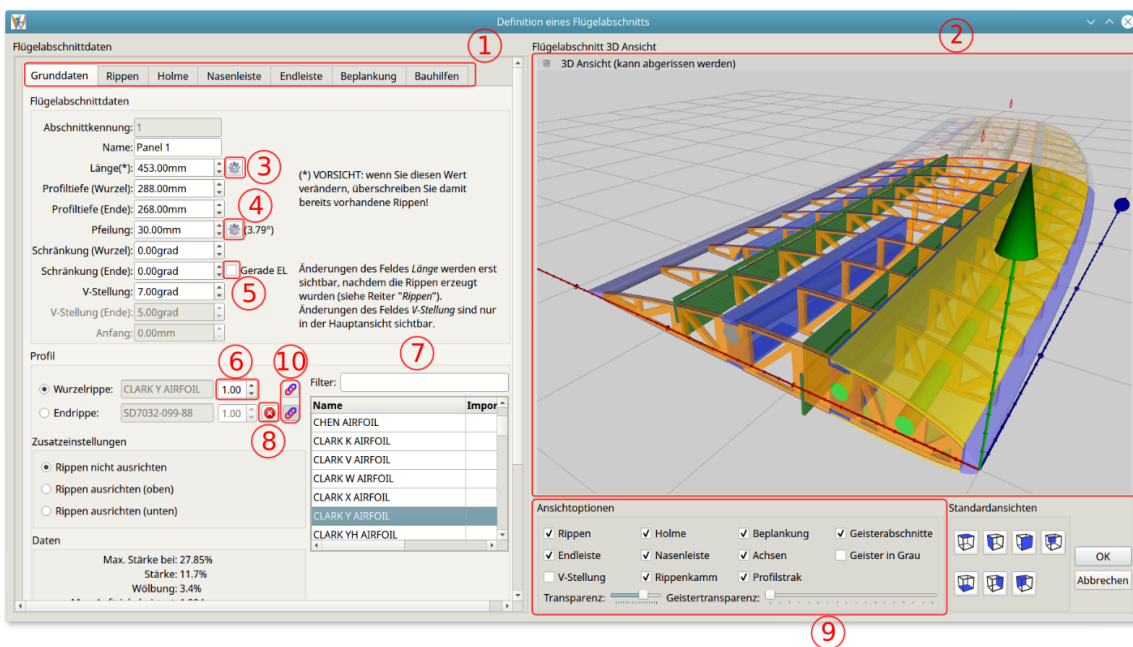 Definition eines Flügelabschnitts
Flügelabschnittdaten
1
Grunddaten Rippen Holme Nasenleiste Endleiste Beplankung Bauhilfen
Flügelabschnittdaten
Abschnittkennung: 1
Name: Panel 1
Länge(*): 453.00mm
3
Profiltiefe (Wurzel): 288.00mm
(*) VORSICHT: wenn Sie diesen Wert
verändern, überschreiben Sie damit
bereits vorhandene Rippen!
Profiltiefe (Ende): 268.00mm
4
Pfeilung: 30.00mm (3.79°)
Schränkung (Wurzel): 0.00grad
Schränkung (Ende): 0.00grad Gerade EL
5
V-Stellung: 7.00grad
V-Stellung (Ende): 5.00grad
Anfang: 0.00mm
Änderungen des Feldes Länge werden erst
sichtbar, nachdem die Rippen erzeugt
wurden (siehe Reiter "Rippen").
Änderungen des Feldes V-Stellung sind nur
in der Hauptansicht sichtbar.
Profil
6
10
7
Wurzelrippe: CLARK Y AIRFOIL 1.00
Endrippe: SD7032-099-88 1.00
8
Filter:
Name Impor
CHEN AIRFOIL
CLARK K AIRFOIL
CLARK V AIRFOIL
CLARK W AIRFOIL
CLARK X AIRFOIL
CLARK Y AIRFOIL
CLARK YH AIRFOIL
Zusatzeinstellungen
Rippen nicht ausrichten
Rippen ausrichten (oben)
Rippen ausrichten (unten)
Daten
Max. Stärke bei: 27.85%
Stärke: 11.7%
Wölbung: 3.4%
Flügelabschnitt 3D Ansicht
2
3D Ansicht (kann abgerissen werden)
Ansichtoptionen
Rippen Holme Beplankung Geisterabschnitte
Endleiste Nasenleiste Achsen Geister in Grau
V-Stellung Rippenkamm Profilstrak
Transparenz: Geistertransparenz:
9
Standardansichten
OK
Abbrechen